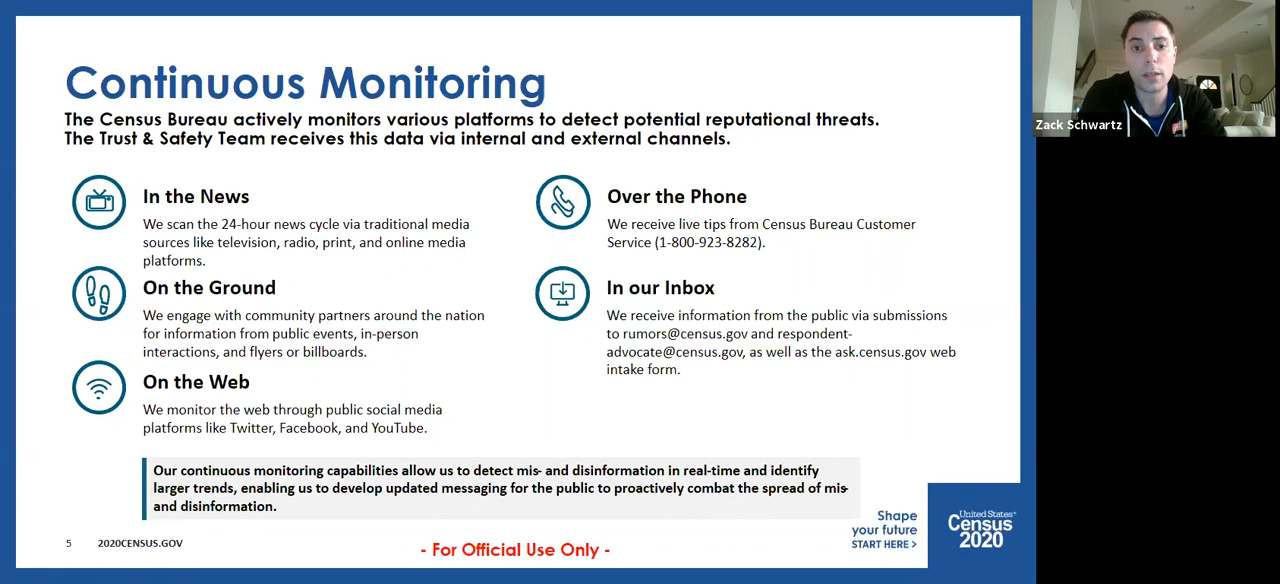 Continuous Monitoring
The Census Bureau actively monitors various platforms to detect potential reputational threats.
The Trust & Safety Team receives this data via internal and external channels.
In the News
We scan the 24-hour news cycle via traditional media
sources like television, radio, print, and online media
platforms.
On the Ground
We engage with community partners around the nation
for information from public events, in-person
interactions, and flyers or billboards.
On the Web
We monitor the web through public social media
platforms like Twitter, Facebook, and YouTube.
Over the Phone
We receive live tips from Census Bureau Customer
Service (1-800-923-8282).
In our Inbox
We receive information from the public via submissions
to rumors@census.gov and respondent-
advocate@census.gov, as well as the ask.census.gov web
intake form.
Our continuous monitoring capabilities allow us to detect mis- and disinformation in real-time and identify
larger trends, enabling us to develop updated messaging for the public to proactively combat the spread of mis-
and disinformation.
5 2020CENSUS.GOV
- For Official Use Only -
Shape
your future
START HERE >
United States
Census
2020
Zack Schwartz